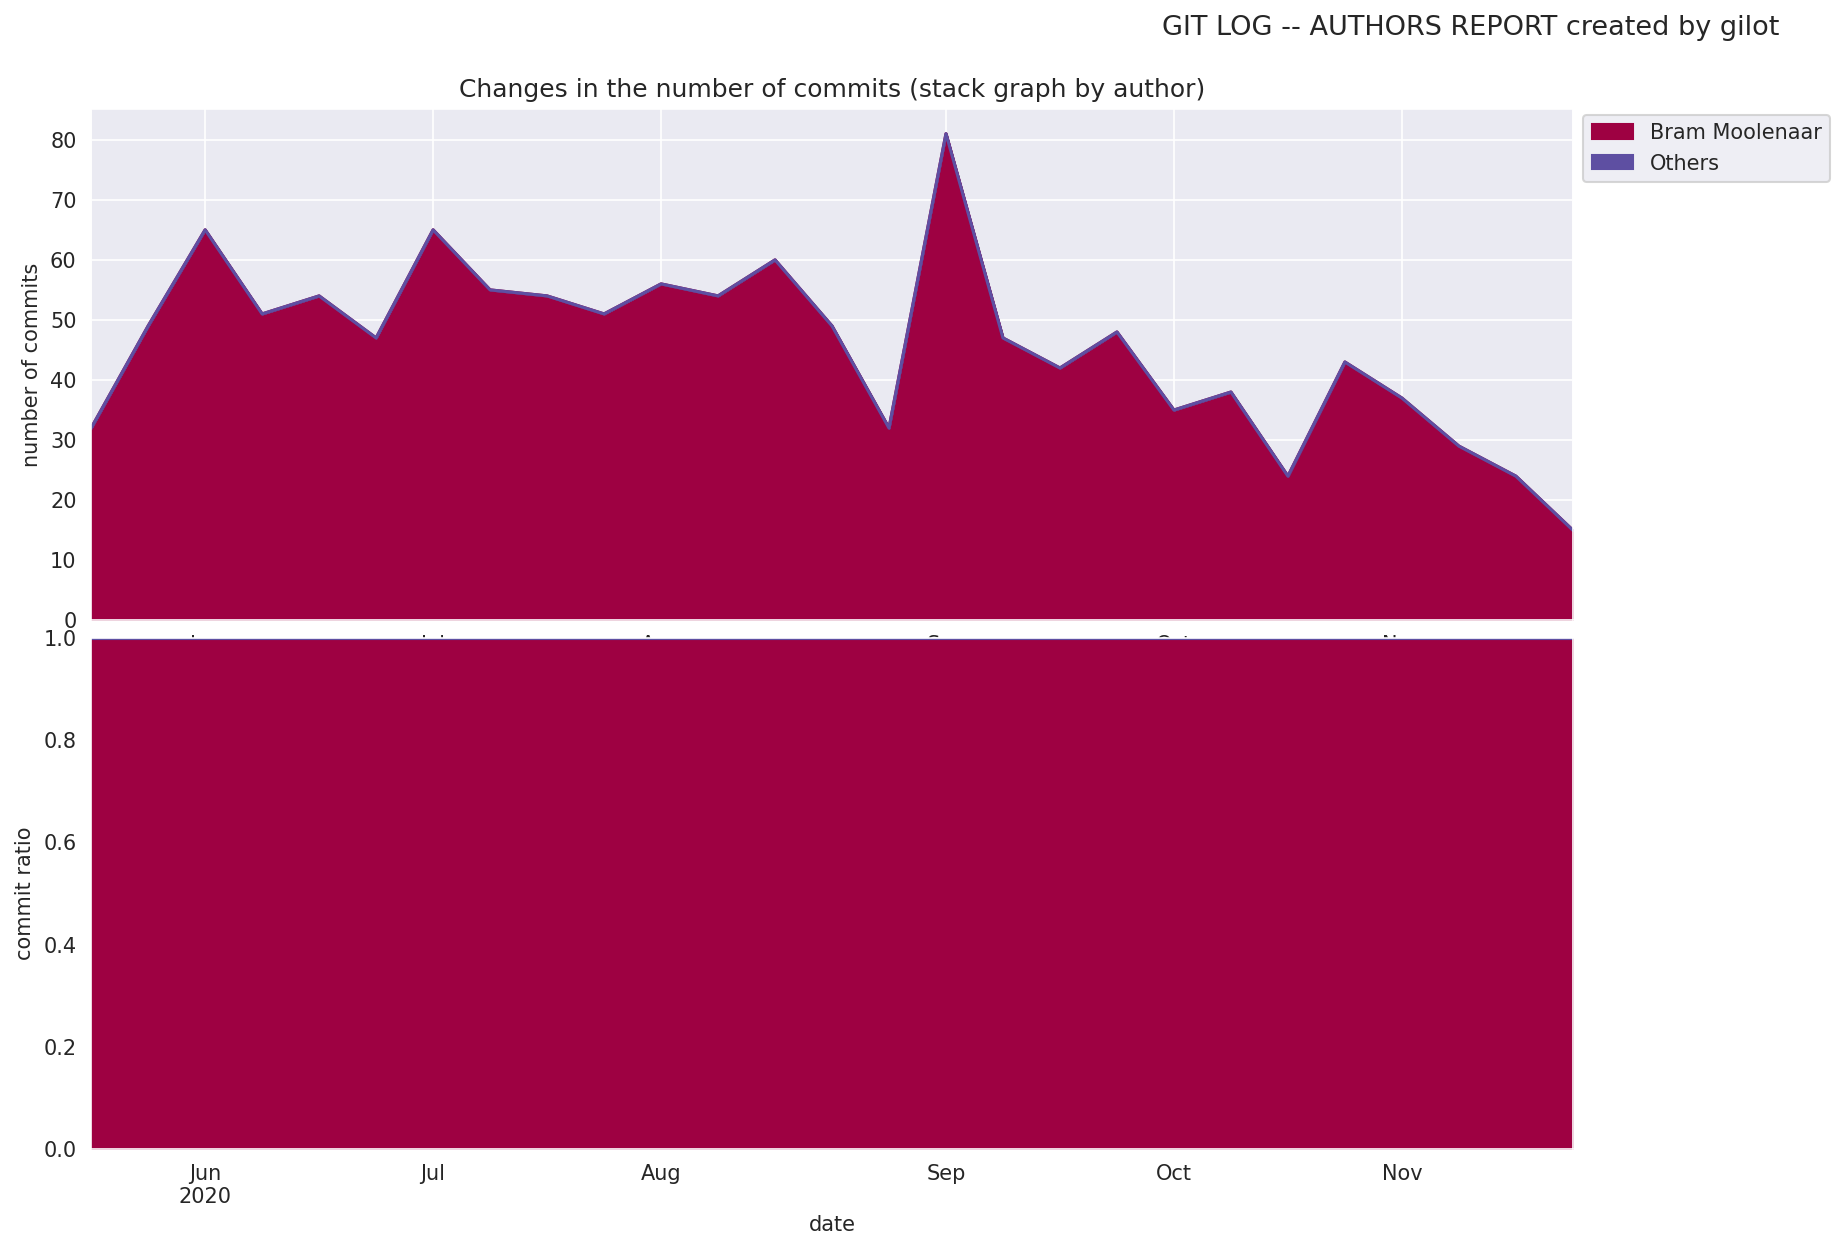 GIT LOG -- AUTHORS REPORT created by gilot
Changes in the number of commits (stack graph by author)
Bram Moolenaar
Others
number of commits
80
70
60
50
40
30
20
10
0
commit ratio
1.0
0.8
0.6
0.4
0.2
0.0
Jun Jul Aug Sep Oct Nov
2020
date